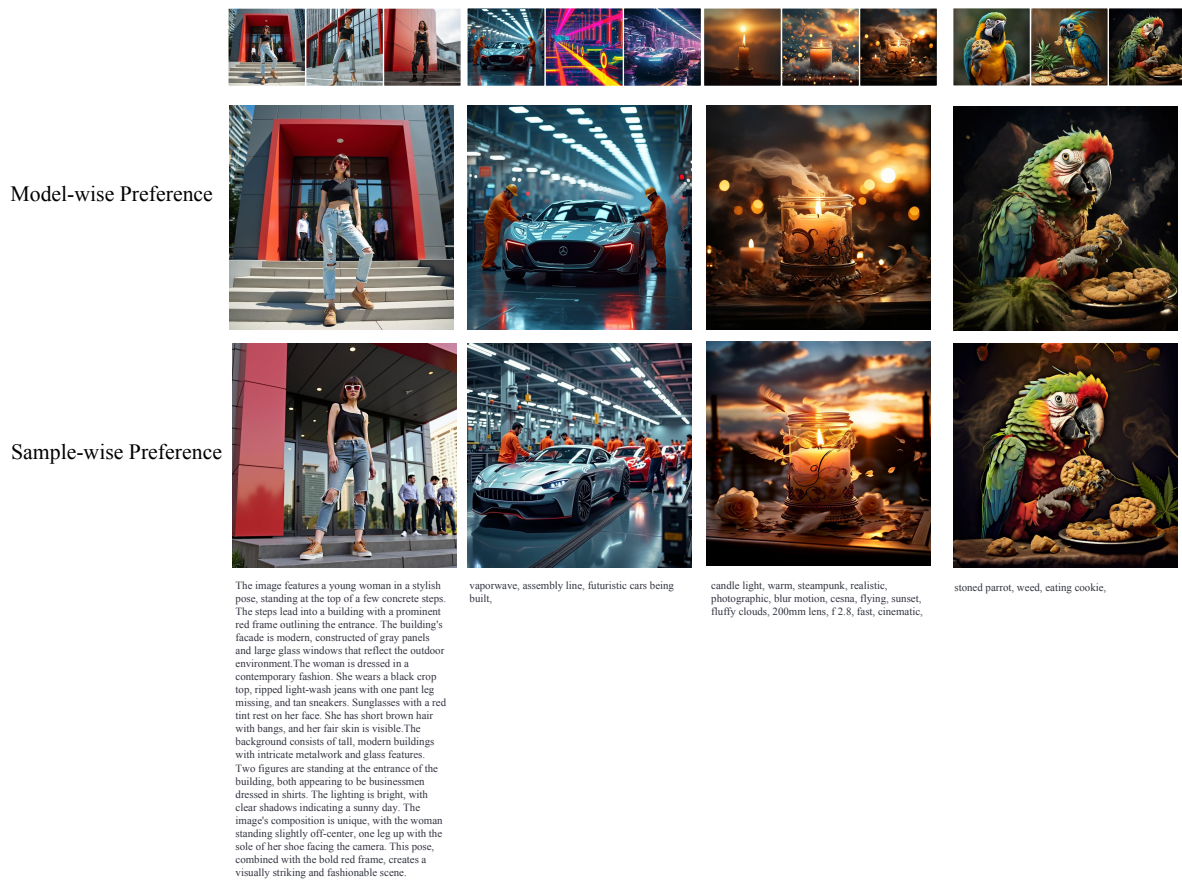 Model-wise Preference
Sample-wise Preference
The image features a young woman in a stylish
pose, standing at the top of a few concrete steps.
The steps lead into a building with a prominent
red frame outlining the entrance. The building's
facade is modern, constructed of gray panels
and large glass windows that reflect the outdoor
environment.The woman is dressed in a
contemporary fashion. She wears a black crop
top, ripped light-wash jeans with one pant leg
missing, and tan sneakers. Sunglasses with a red
tint rest on her face. She has short brown hair
with bangs, and her fair skin is visible.The
background consists of tall, modern buildings
with intricate metalwork and glass features.
Two figures are standing at the entrance of the
building, both appearing to be businessmen
dressed in shirts. The lighting is bright, with
clear shadows indicating a sunny day. The
image's composition is unique, with the woman
standing slightly off-center, one leg up with the
sole of her shoe facing the camera. This pose,
combined with the bold red frame, creates a
visually striking and fashionable scene.
vaporwave, assembly line, futuristic cars being
built,
candle light, warm, steampunk, realistic,
photographic, blur motion, cesna, flying, sunset,
fluffy clouds, 200mm lens, f 2.8, fast, cinematic,
stoned parrot, weed, eating cookie,